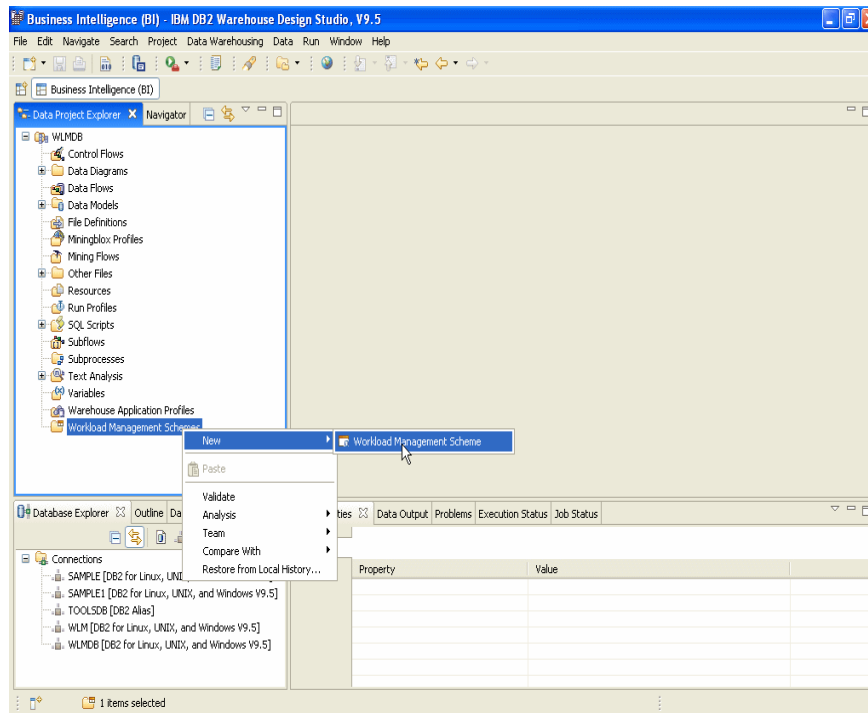 Business Intelligence (BI) - IBM DB2 Warehouse Design Studio, V9.5
File Edit Navigate Search Project Data Warehousing Data Run Window Help
Business Intelligence (BI)
Data Project Explorer Navigator
WLMDB
Control Flows
Data Diagrams
Data Flows
Data Models
File Definitions
Miningblox Profiles
Mining Flows
Other Files
Resources
Run Profiles
SQL Scripts
Subflows
Subprocesses
Text Analysis
Variables
Warehouse Application Profiles
Workload Management Schemes
New
Workload Management Scheme
Paste
Validate
Analysis
Team
Compare With
Restore from Local History...
Database Explorer Outline Da
ties Data Output Problems Execution Status Job Status
Connections
SAMPLE [DB2 for Linux, UNI
SAMPLE1 [DB2 for Linux, UNIX, and Windows V9.5]
TOOLSDB [DB2 Alias]
WLM [DB2 for Linux, UNIX, and Windows V9.5]
WLMDB [DB2 for Linux, UNIX, and Windows V9.5]
Property Value
1 items selected